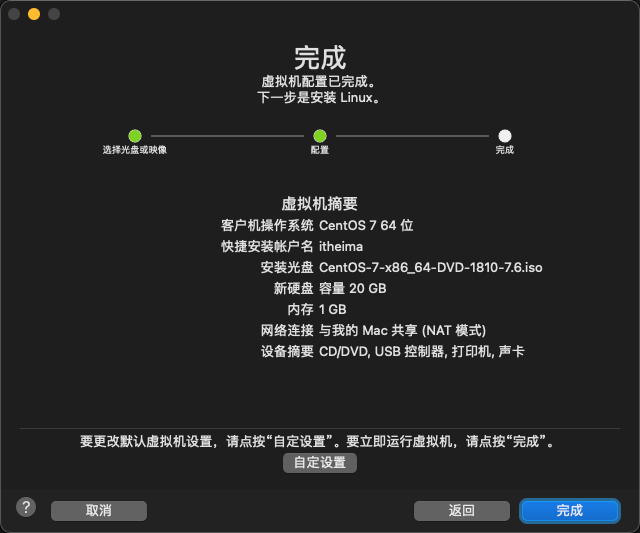 完成
虚拟机配置已完成。
下一步是安装 Linux。
选择光盘或映像
配置
完成
虚拟机摘要
客户机操作系统 CentOS 7 64 位
快捷安装帐户名 itheima
安装光盘 CentOS-7-x86_64-DVD-1810-7.6.iso
新硬盘 容量 20 GB
内存 1 GB
网络连接 与我的 Mac 共享 (NAT 模式)
设备摘要 CD/DVD, USB 控制器, 打印机, 声卡
要更改默认虚拟机设置，请点按“自定设置”。要立即运行虚拟机，请点按“完成”。
自定设置
?
取消
返回
完成